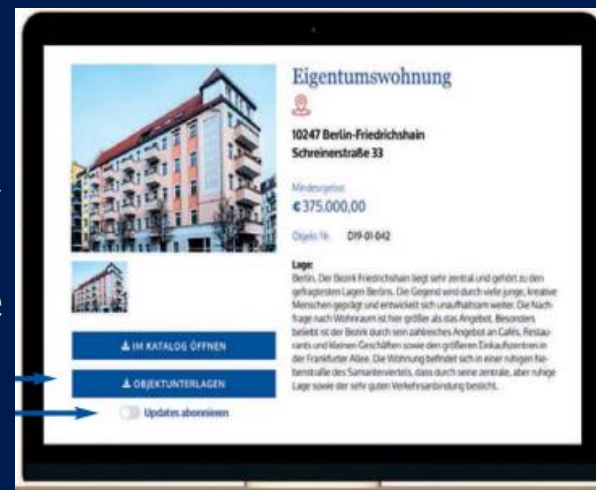 Eigentumswohnung
10247 Berlin-Friedrichshain
Schreinerstraße 33
Mindestgebot
€375.000,00
Objekt Nr. D19-01-042
Lage:
Berlin. Der Bezirk Friedrichshain liegt sehr zentral und gehört zu den
gefragtesten Lagen Berlins. Die Gegend wird durch viele junge, kreative
Menschen geprägt und entwickelt sich unaufhaltsam weiter. Die Nach-
frage nach Wohnraum ist hier größer als das Angebot. Besonders
beliebt ist der Bezirk durch sein zahlreiches Angebot an Cafés, Restau-
rants und kleinen Geschäften sowie den größeren Einkaufszentren in
der Frankfurter Allee. Die Wohnung befindet sich in einer ruhigen Ne-
benstraße des Samariterviertels, dass durch seine zentrale, aber ruhige
Lage sowie der sehr guten Verkehrsanbindung besticht.
IM KATALOG ÖFFNEN
OBJEKTUNTERLAGEN
Updates abonnieren